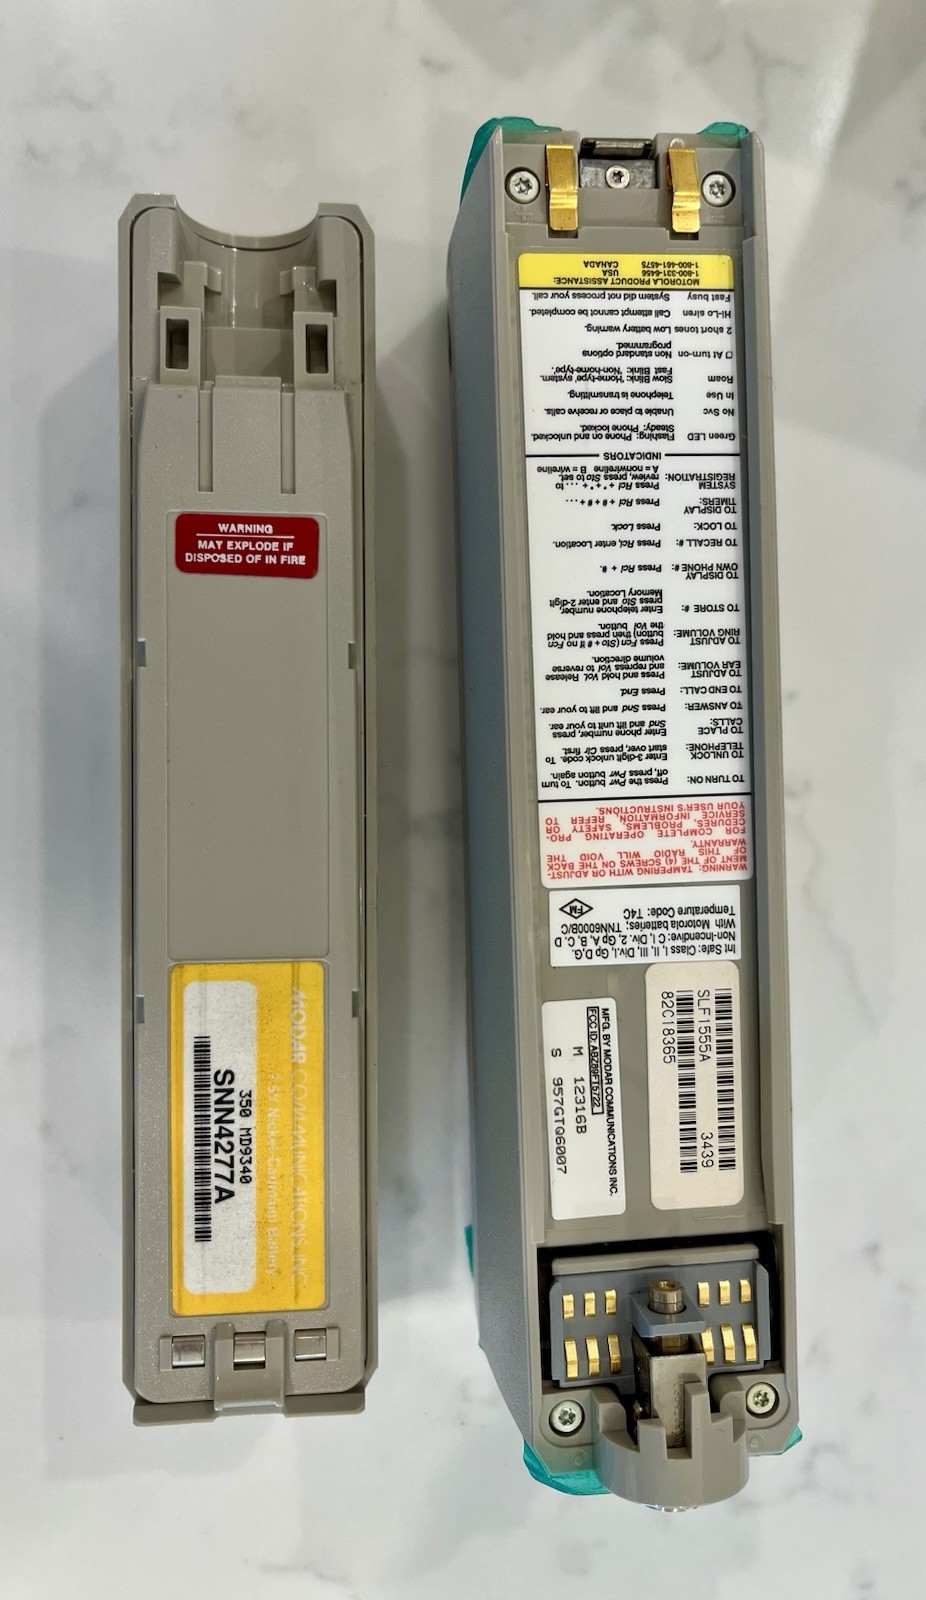 WARNING
MAY EXPLODE IF
DISPOSED OF IN FIRE
MODAR COMMUNICATIONS, INC.
7.5V Nickel-Cadmium Battery
350 MD9340
SNN4277A
WARNING: TAMPERING WITH OR ADJUST-
MENT OF THE (4) SCREWS ON THE BACK
OF THIS RADIO WILL VOID THE
WARRANTY.
FOR COMPLETE OPERATING PRO-
CEDURES, PROBLEMS, SAFETY OR
SERVICE INFORMATION, REFER TO
YOUR USER'S INSTRUCTIONS.
TO TURN ON: Press the Pwr button. To turn
off, press Pwr button again.
TO UNLOCK Enter 3-digit unlock code. To
TELEPHONE: start over, press Clr first.
TO PLACE Enter phone number, press
CALLS: Snd and lift unit to your ear.
TO ANSWER: Press Snd and lift to your ear.
TO END CALL: Press End.
TO ADJUST Press and hold Vol. Release
EAR VOLUME: and repress Vol to reverse
volume direction.
TO ADJUST Press Fcn (Sto + # if no Fcn
RING VOLUME: button) then press and hold
the Vol button.
TO STORE #: Enter telephone number,
press Sto and enter 2-digit
Memory Location.
TO DISPLAY
OWN PHONE #: Press Rcl + #.
TO RECALL #: Press Rcl, enter Location.
TO LOCK: Press Lock.
TO DISPLAY
TIMERS: Press Rcl + # + # + . . .
SYSTEM Press Rcl + * + * + . . . to
REGISTRATION: review, press Sto to set.
A = nonwireline B = wireline
INDICATORS
Green LED Flashing: Phone on and unlocked.
Steady: Phone locked.
No Svc Unable to place or receive calls.
In Use Telephone is transmitting.
Roam Slow Blink: 'Home-type' system.
Fast Blink: 'Non-home-type'.
❏ At turn-on Non standard options
programmed.
2 short tones Low battery warning.
Hi-Lo siren Call attempt cannot be completed.
Fast busy System did not process your call.
MOTOROLA PRODUCT ASSISTANCE:
1-800-331-6456 USA
1-800-461-4575 CANADA
Int Safe: Class I, II, III, Div.I, Gp D,G.
Non-Incendive: C I, Div. 2, Gp A, B, C, D
With Motorola batteries; TNN6000B/C
Temperature Code: T4C
FM
MFG. BY MODAR COMMUNICATIONS INC.
FCC ID: ABZ89FT5722
M 12316B
S 957GTQ6007
SLF1555A 3439
82C18365